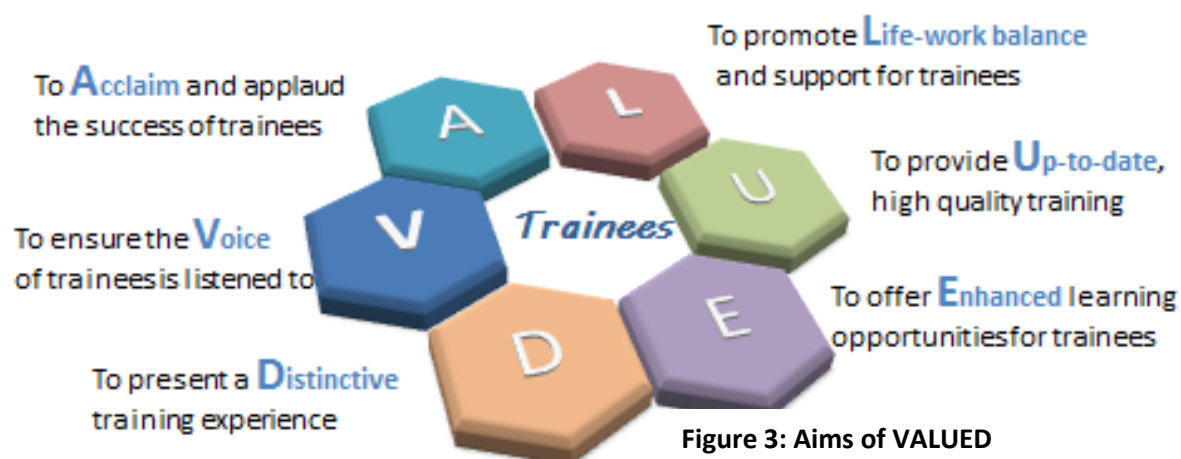 To promote Life-work balance
and support for trainees
To Acclaim and applaud
the success of trainees
A
L
To provide Up-to-date,
high quality training
U
To ensure the Voice
of trainees is listened to
V
Trainees
To offer Enhanced learning
opportunities for trainees
E
D
To present a Distinctive
training experience
Figure 3: Aims of VALUED